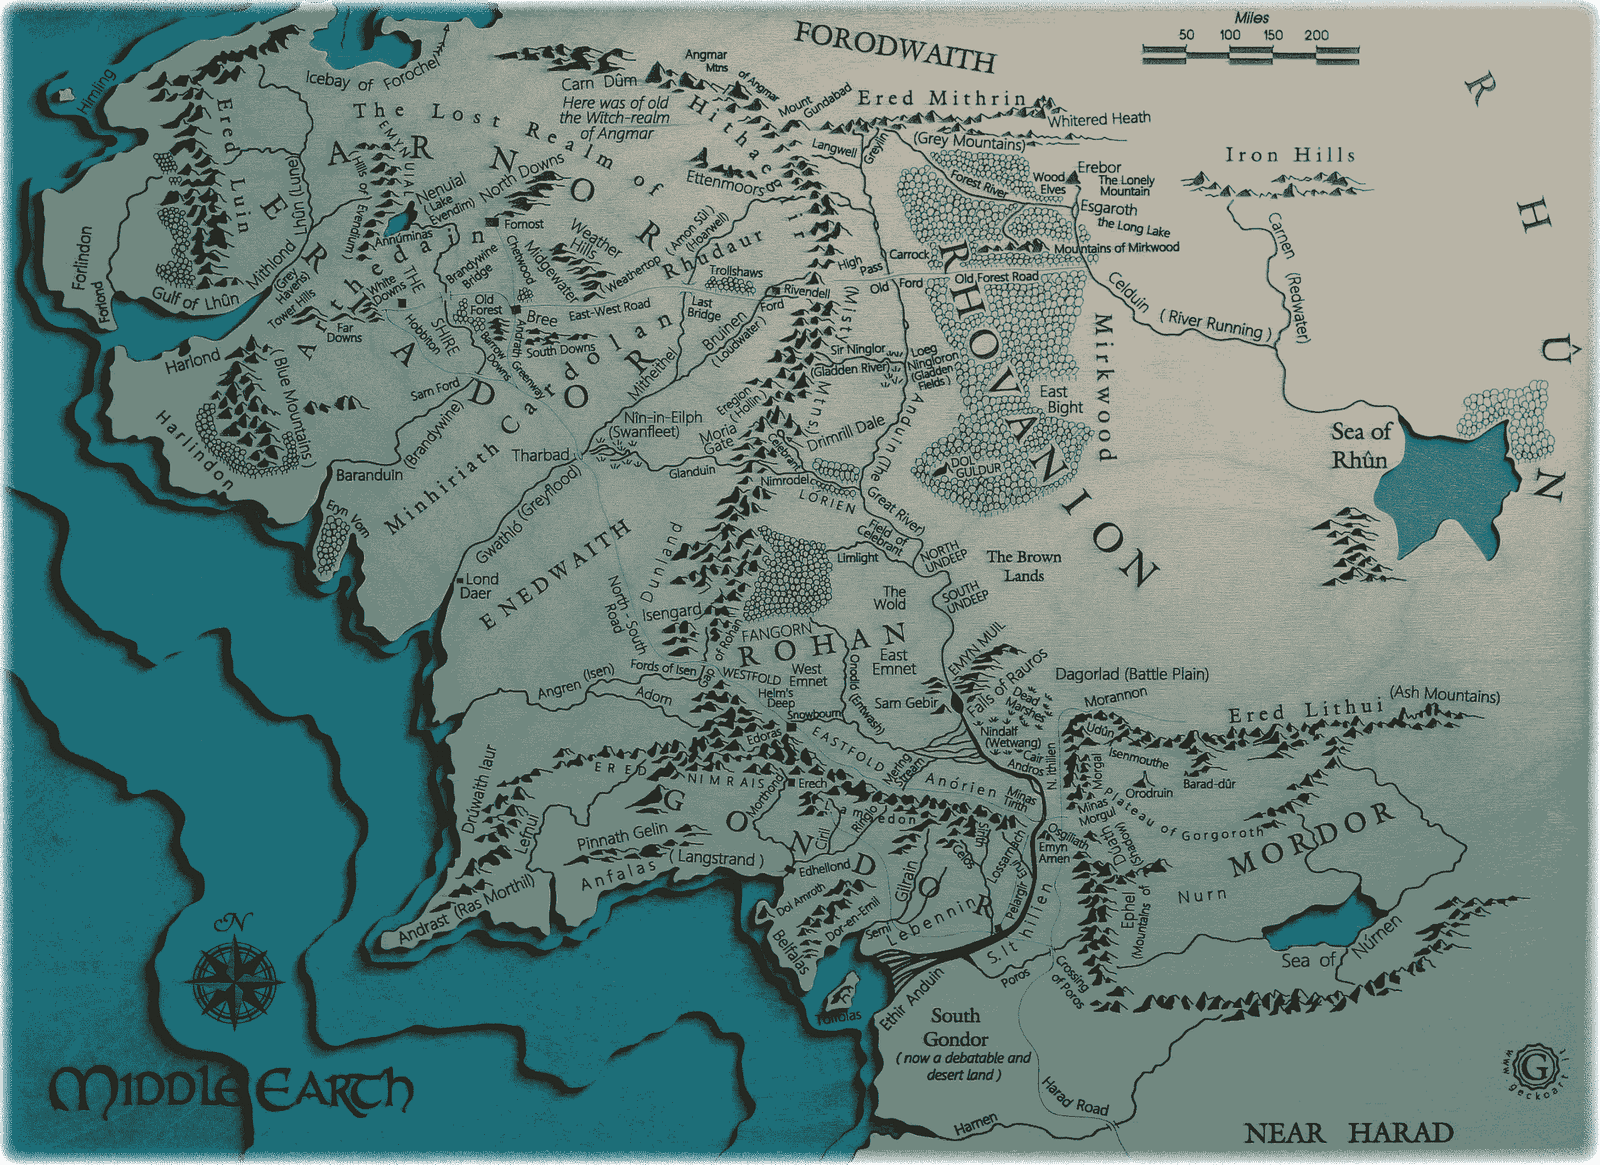 Miles
50 100 150 200
FORODWAITH
R H Û N
Himling
Icebay of Forochel
Carn Dûm
Angmar
Mtns
of Angmar
Here was of old
the Witch-realm
of Angmar
Mount
Gundabad
Ered Mithrin
(Grey Mountains)
Whitered Heath
Iron Hills
The Lost Realm of
ARNOR
Ered Luin
EMYN UIAL
Hills of Evendim
Nenuial
(Lake
Evendim)
Annúminas
North Downs
Fornost
Ettenmoors
Langwell
Greylin
Forest River
Wood
Elves
Erebor
The Lonely
Mountain
Esgaroth
the Long Lake
Mountains of Mirkwood
Carrock
Old Forest Road
Old Ford
High
Pass
Carnen (Redwater)
Celduin (River Running)
Forlindon
Forlond
Gulf of Lhûn
Mithlond
(Grey
Havens)
Tower Hills
Far
Downs
White
Downs
THE
SHIRE
Hobbiton
Brandywine
Bridge
Old
Forest
Barrow
Downs
Chetwood
Midgewater
Weather
Hills
(Weathertop
(Amon Sûl)
(Hoarwell)
Rhudaur
Trollshaws
Rivendell
Ford
Last
Bridge
Bruinen
(Loudwater)
East-West Road
Bree
Andrath
Greenway
South Downs
Arthedain
ERIADOR
Cardolan
Mitheithel
Harlond
Harlindon
(Blue Mountains)
Sarn Ford
Baranduin
(Brandywine)
Eryn Vorn
Minhiriath
Tharbad
Nîn-in-Eilph
(Swanfleet)
Glanduin
Eregion
(Hollin)
Moria
Gate
Celebrant
Drimrill Dale
Nimrodel
LORIEN
Hithaeglir
(Misty
Mtns)
Sir Ninglor
(Gladden River)
Loeg
Ningloron
(Gladden
Fields)
Anduin (The
Great River)
RHOVANION
Mirkwood
East
Bight
DOL
GULDUR
Sea of
Rhûn
Gwathló (Greyflood)
Lond
Daer
ENEDWAITH
Dunland
North - South
Road
Isengard
FANGORN
Limlight
Field of
Celebrant
NORTH
UNDEEP
SOUTH
UNDEEP
The Brown
Lands
The
Wold
ROHAN
Gap of Rohan
Fords of Isen
Angren (Isen)
Adorn
WESTFOLD
West
Emnet
East
Emnet
Onodló (Entwash)
Helm's
Deep
Snowbourn
Edoras
EASTFOLD
Mering
Stream
EMYN MUIL
Falls of Rauros
Sarn Gebir
Dead
Marshes
Nindalf
(Wetwang)
Cair
Andros
Dagorlad (Battle Plain)
Morannon
Ered Lithui
(Ash Mountains)
Udûn
Isenmouthe
Morgai
Barad-dûr
Orodruin
Plateau of Gorgoroth
Minas
Morgul
MORDOR
Nurn
Sea of Núrnen
Ephel Dúath
(Mountains of Shadow)
N. Ithilien
Drúwaith Iaur
Lefnui
ERED NIMRAIS
Anórien
Minas
Tirith
Erech
Morthond
Lamedon
Ciril
Ringló
GONDOR
Pinnath Gelin
Anfalas (Langstrand)
Andrast (Ras Morthil)
Edhellond
Dol Amroth
Dor-en-Ernil
Belfalas
Gilrain
Celos
Sirith
Serni
Lebennin
Lossarnach
Erui
Pelargir
Osgiliath
Emyn
Arnen
S. Ithilien
Poros
Crossing
of Poros
Ethir Anduin
Tolfalas
South
Gondor
(now a debatable and
desert land)
Harad Road
Harnen
NEAR HARAD
N
MIDDLE EARTH
G
www.geckoart.it